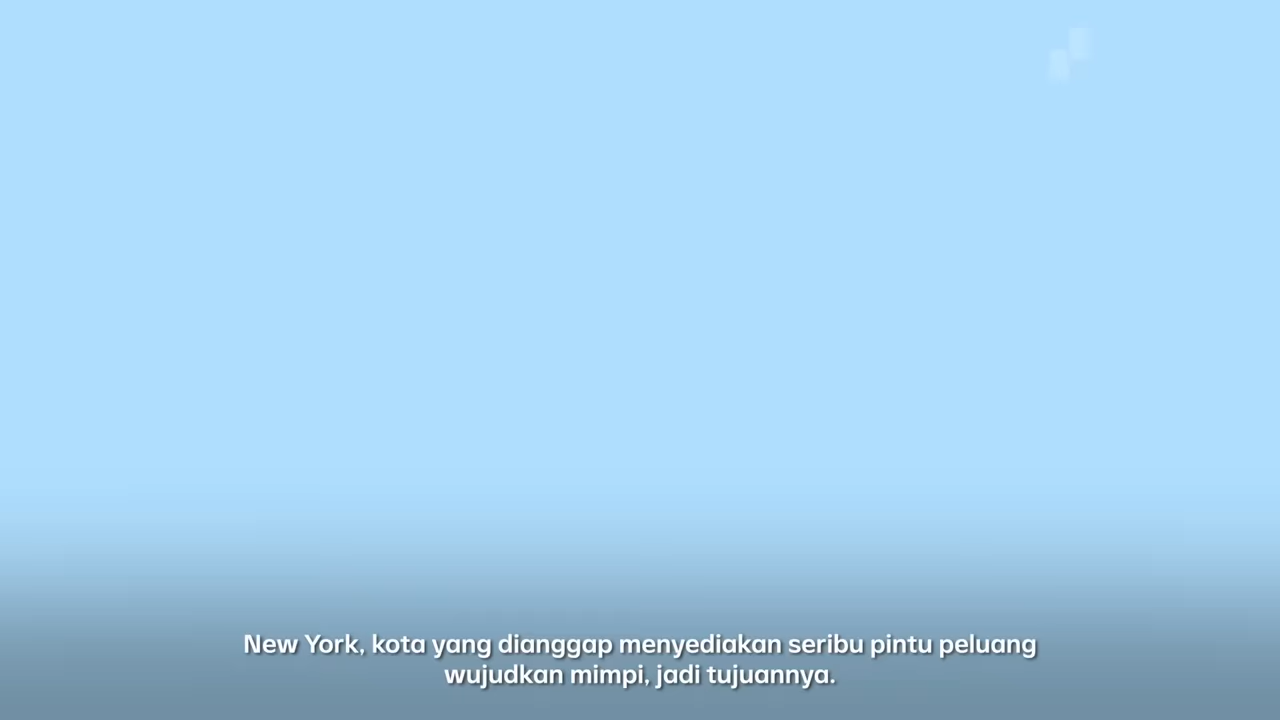 New York, kota yang dianggap menyediakan seribu pintu peluang
wujudkan mimpi, jadi tujuannya.